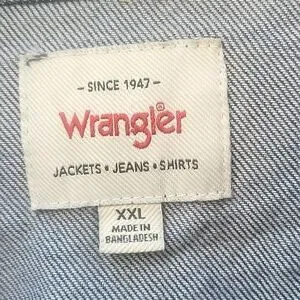 - SINCE 1947 -
Wrangler®
JACKETS • JEANS • SHIRTS
XXL
MADE IN
BANGLADESH